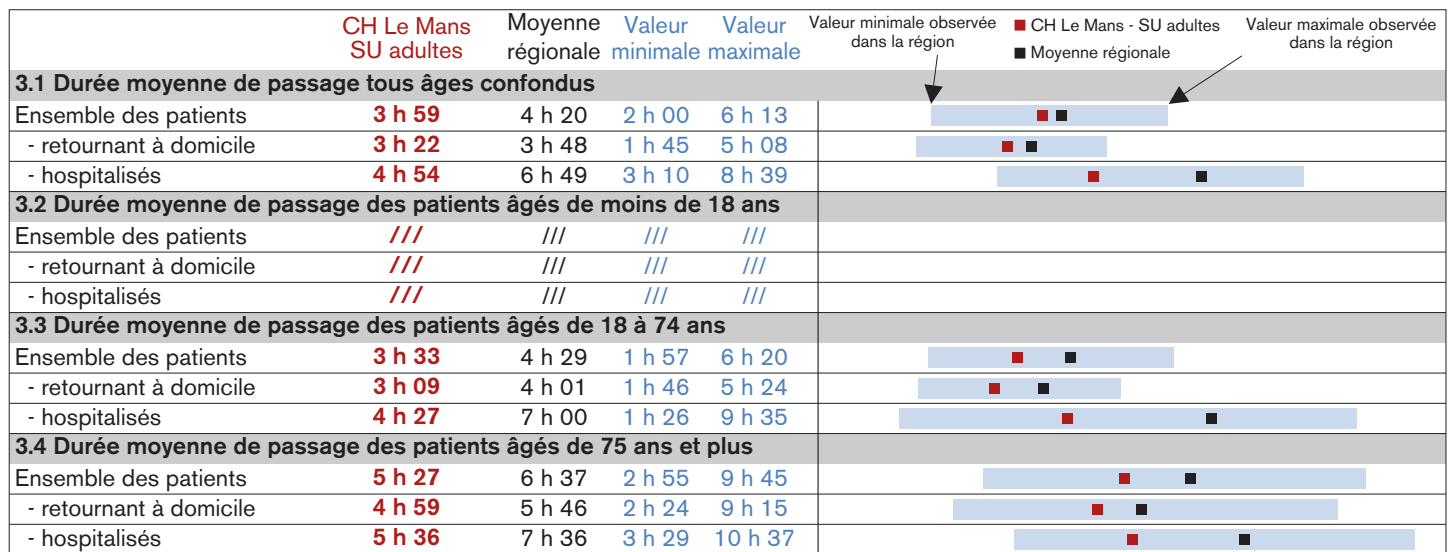 CH Le Mans SU adultes Moyenne régionale Valeur minimale Valeur maximale
Valeur minimale observée dans la région
CH Le Mans - SU adultes
Moyenne régionale
Valeur maximale observée dans la région
3.1 Durée moyenne de passage tous âges confondus
Ensemble des patients 3 h 59 4 h 20 2 h 00 6 h 13
- retournant à domicile 3 h 22 3 h 48 1 h 45 5 h 08
- hospitalisés 4 h 54 6 h 49 3 h 10 8 h 39
3.2 Durée moyenne de passage des patients âgés de moins de 18 ans
Ensemble des patients /// /// /// ///
- retournant à domicile /// /// /// ///
- hospitalisés /// /// /// ///
3.3 Durée moyenne de passage des patients âgés de 18 à 74 ans
Ensemble des patients 3 h 33 4 h 29 1 h 57 6 h 20
- retournant à domicile 3 h 09 4 h 01 1 h 46 5 h 24
- hospitalisés 4 h 27 7 h 00 1 h 26 9 h 35
3.4 Durée moyenne de passage des patients âgés de 75 ans et plus
Ensemble des patients 5 h 27 6 h 37 2 h 55 9 h 45
- retournant à domicile 4 h 59 5 h 46 2 h 24 9 h 15
- hospitalisés 5 h 36 7 h 36 3 h 29 10 h 37